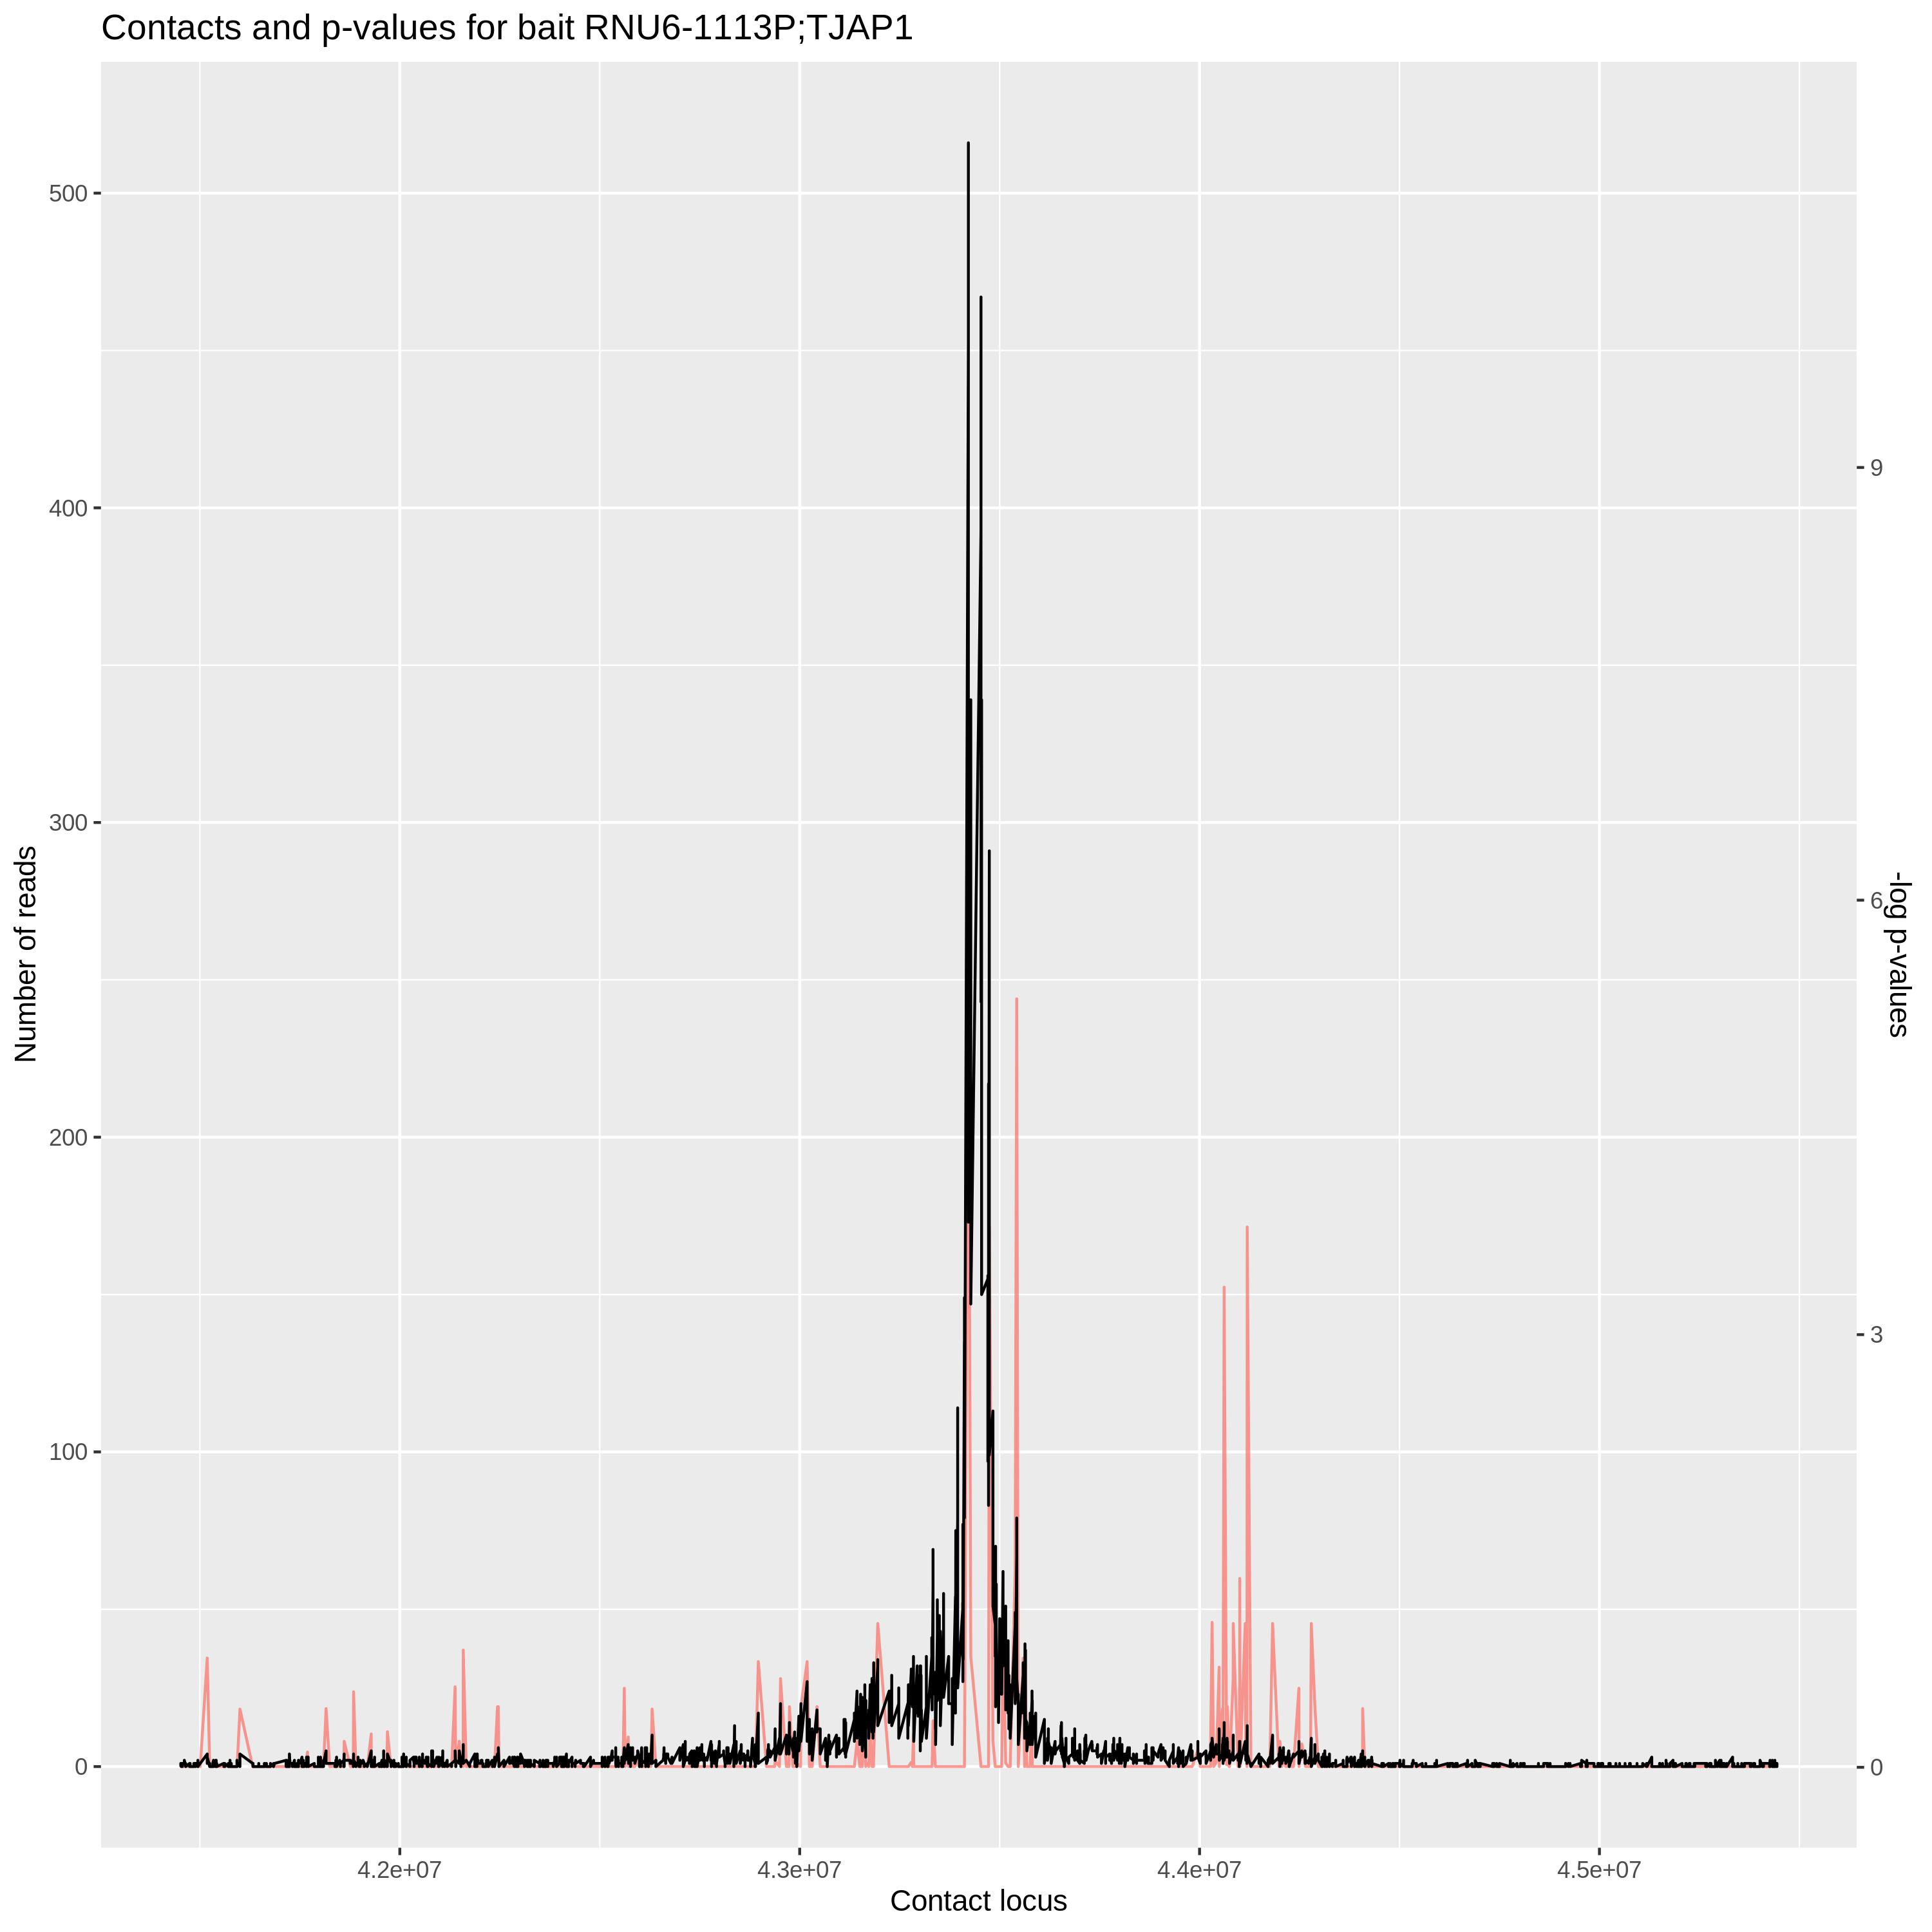 Contacts and p-values for bait RNU6-1113P;TJAP1
Number of reads
500
400
300
200
100
0
9
6
3
0
-log p-values
4.2e+07 4.3e+07 4.4e+07 4.5e+07
Contact locus